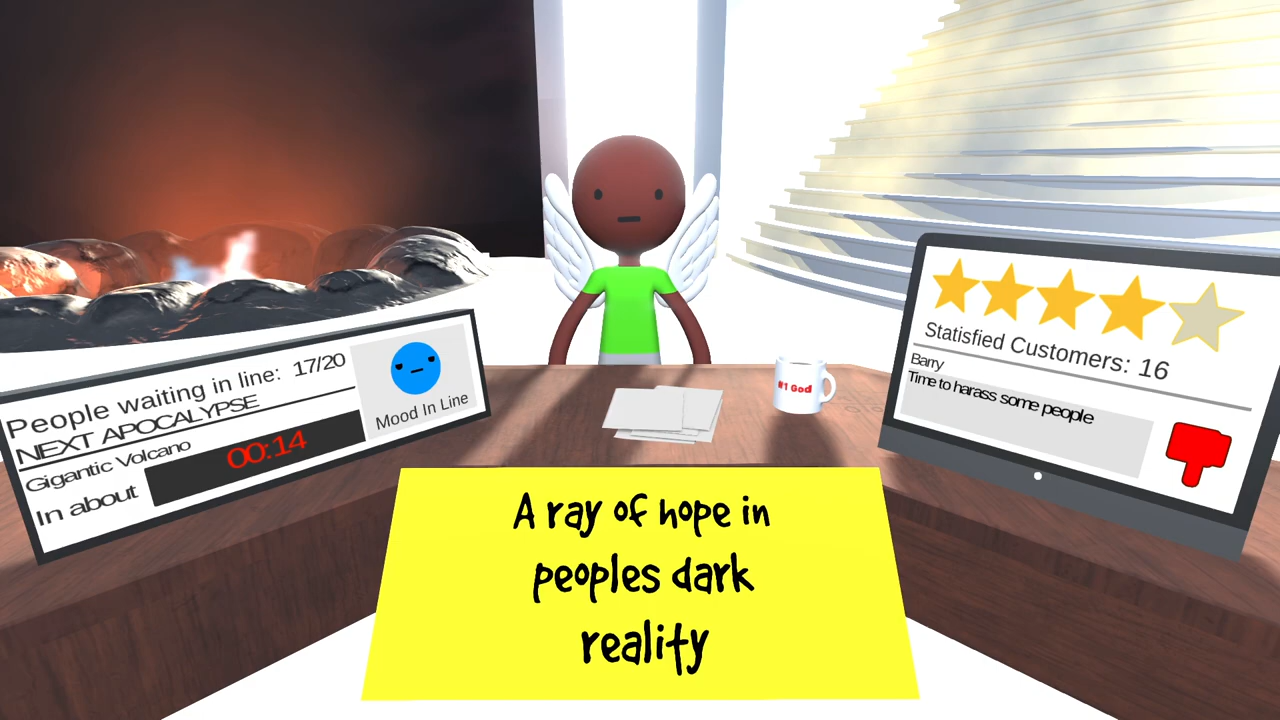 People waiting in line: 17/20
NEXT APOCALYPSE
Gigantic Volcano
In about 00:14
Mood In Line
#1 God
Statisfied Customers: 16
Barry
Time to harass some people
A ray of hope in
peoples dark
reality